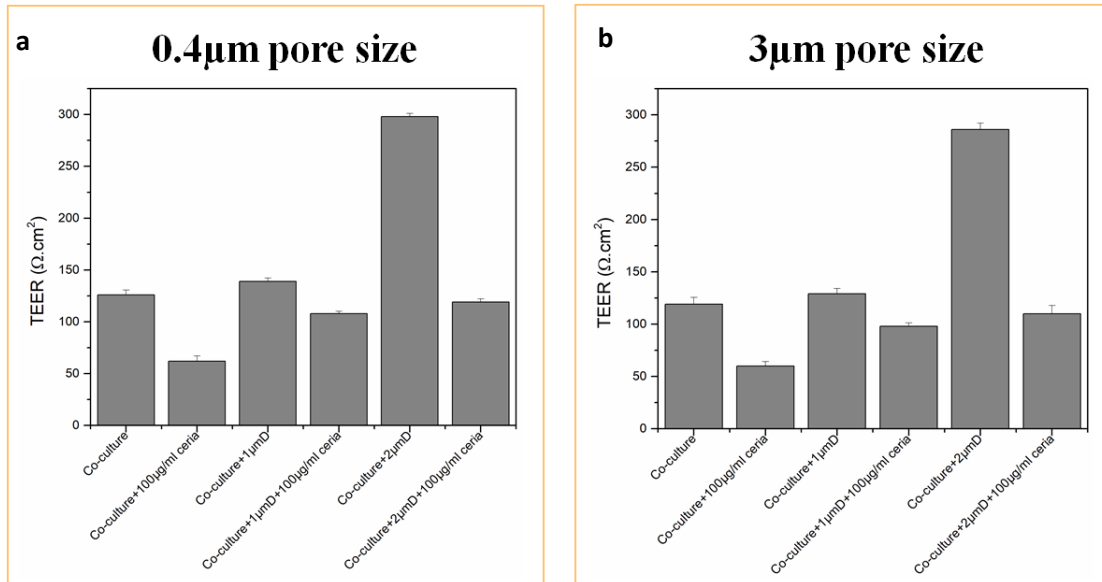 a
0.4µm pore size
300
250
200
150
100
50
0
TEER (Ω.cm²)
Co-culture
Co-culture+100µg/ml ceria
Co-culture+1µmD
Co-culture+1µmD+100µg/ml ceria
Co-culture+2µmD
Co-culture+2µmD+100µg/ml ceria
b
3µm pore size
300
250
200
150
100
50
0
TEER (Ω.cm²)
Co-culture
Co-culture+100µg/ml ceria
Co-culture+1µmD
Co-culture+1µmD+100µg/ml ceria
Co-culture+2µmD
Co-culture+2µmD+100µg/ml ceria